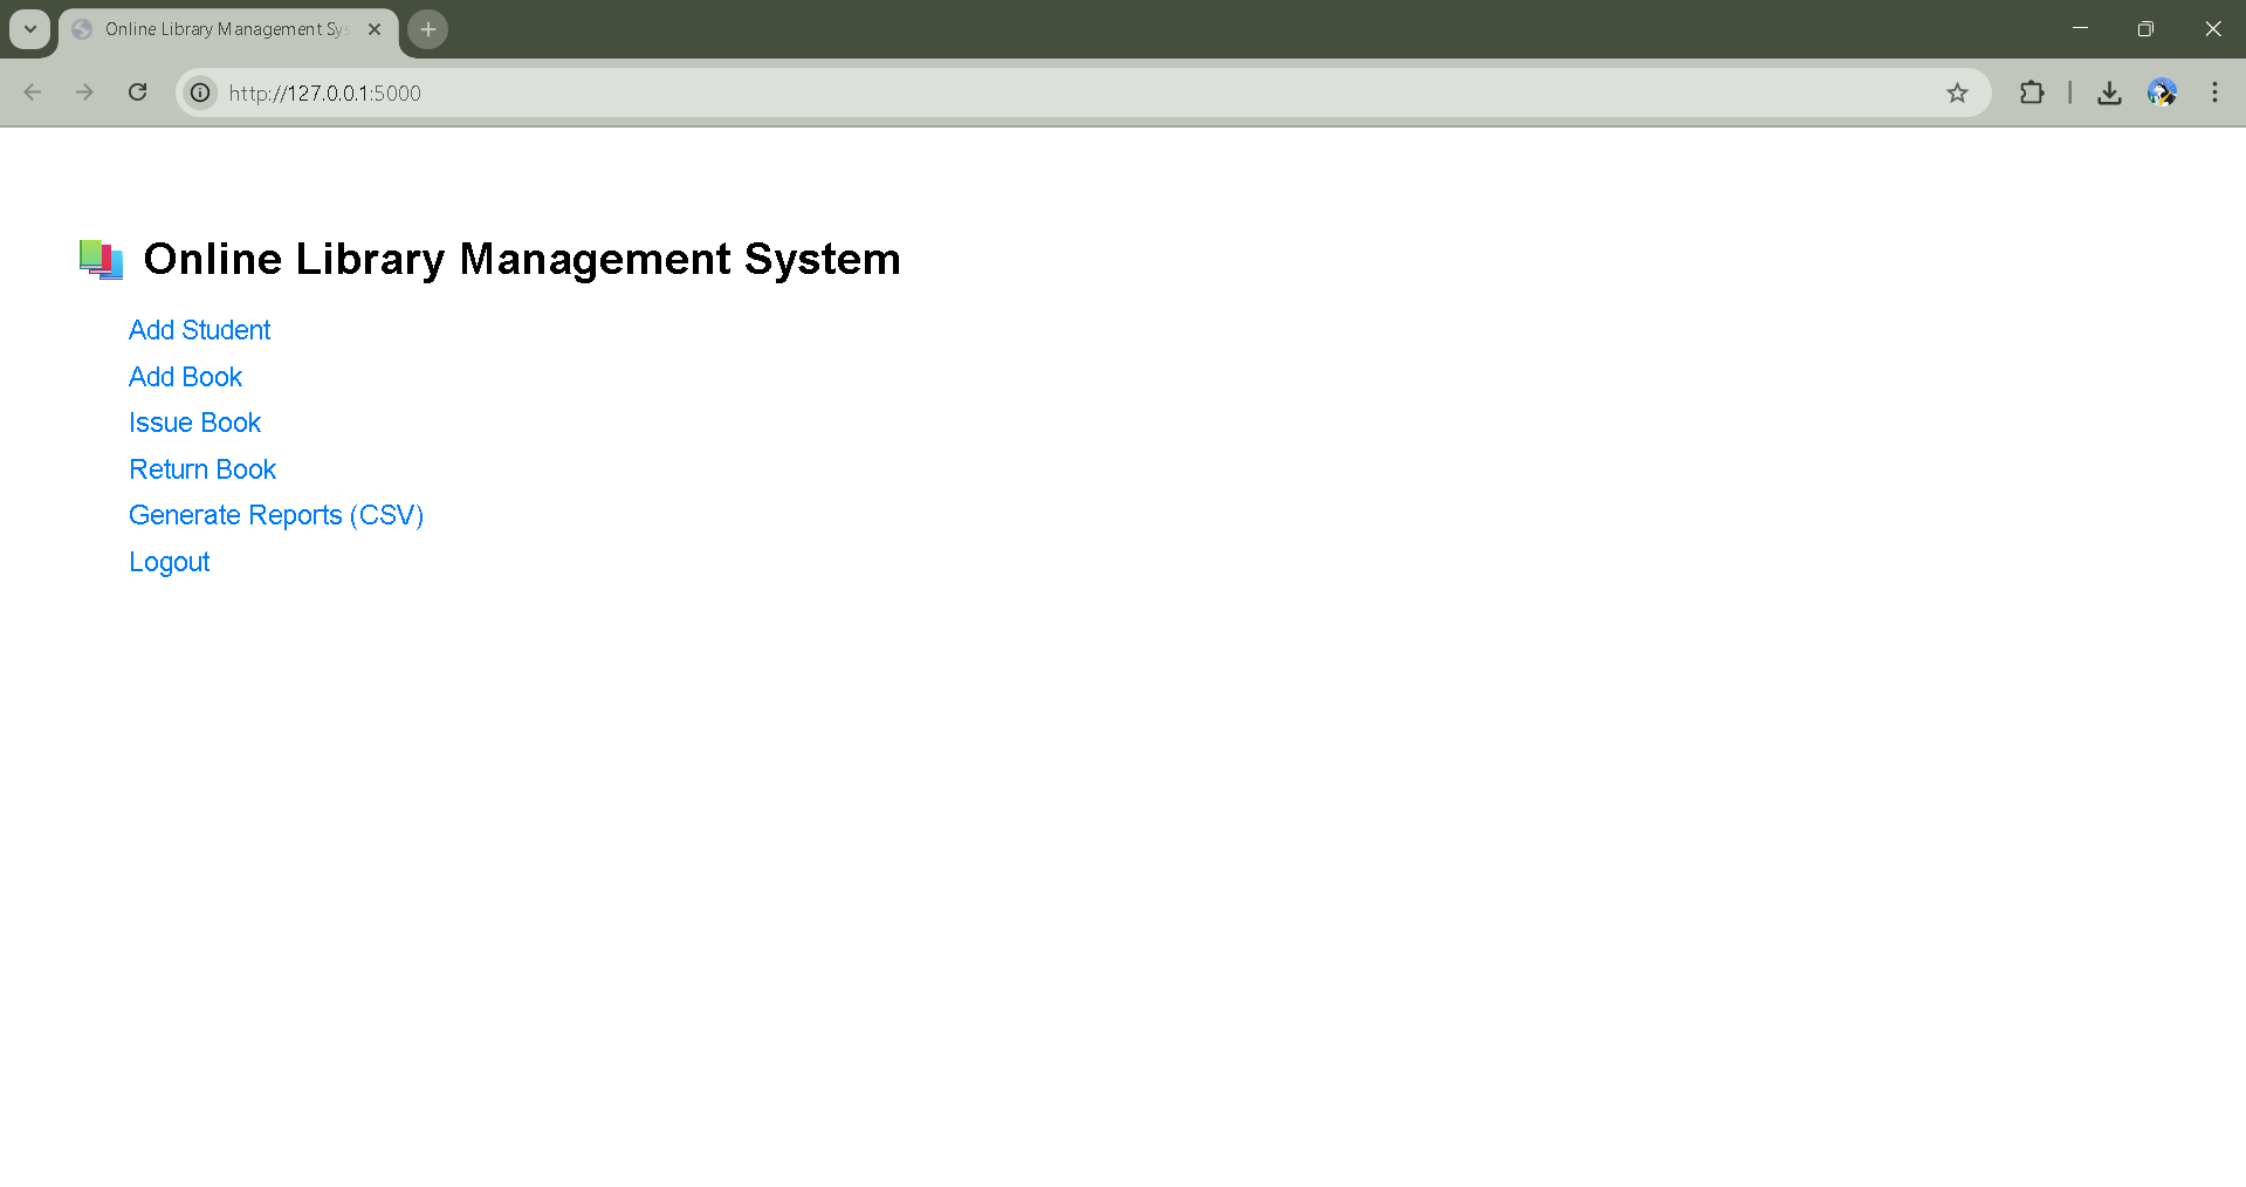 Online Library Management Sys
http://127.0.0.1:5000
Online Library Management System
Add Student
Add Book
Issue Book
Return Book
Generate Reports (CSV)
Logout